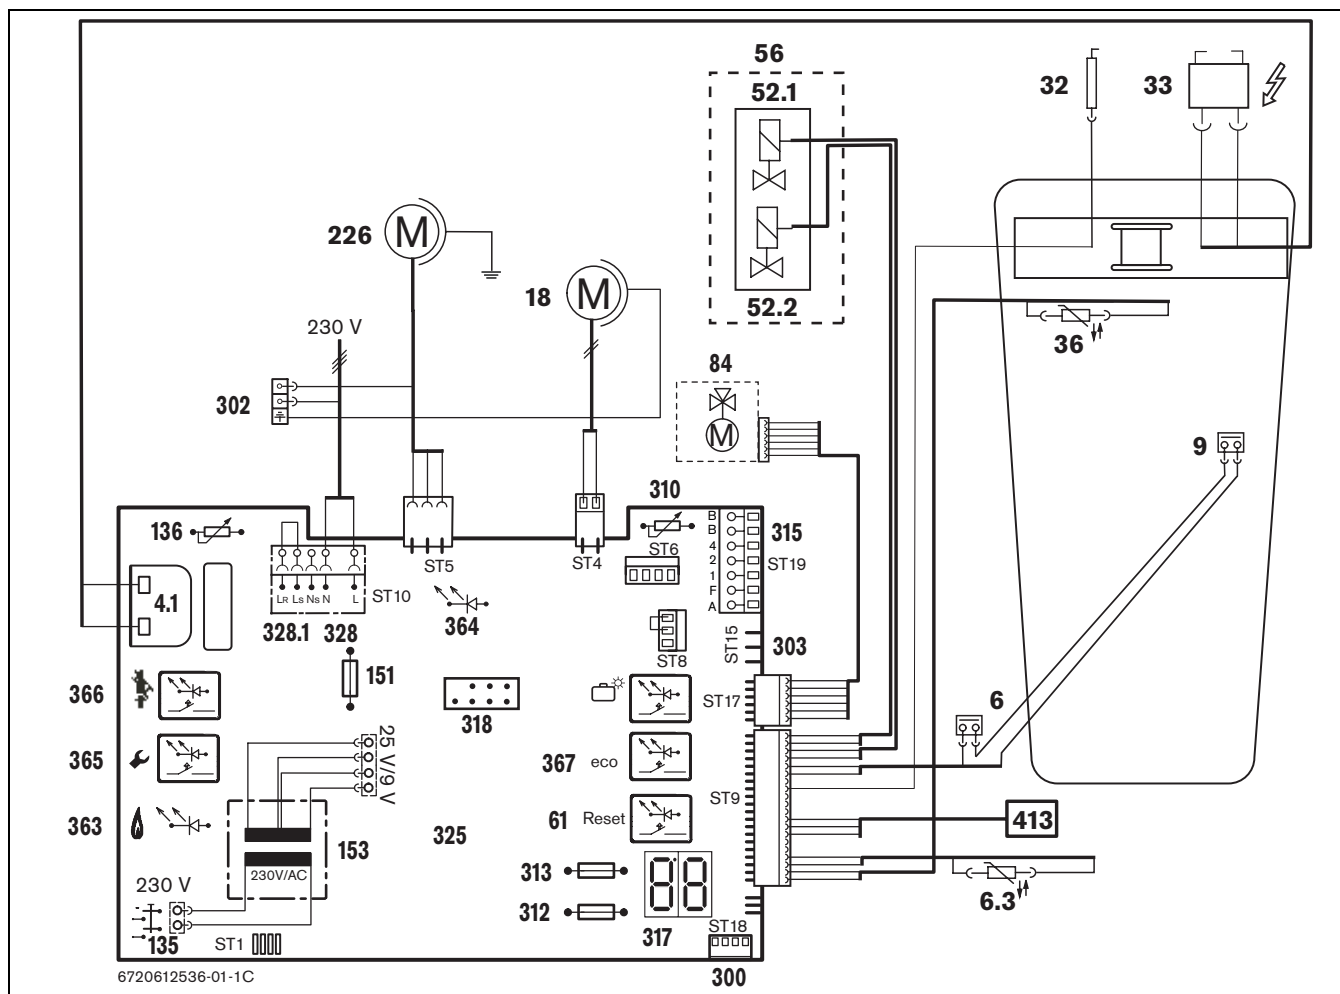 56
52.1
32
33
226
M
18
M
52.2
230 V
36
84
302
M
9
310
136
B
B
4
2
1
F
A
315
ST6
ST19
ST5
ST4
4.1
LR LS NS N L
ST10
328.1 328
364
ST8
ST15
303
151
366
318
ST17
6
25 V/9 V
365
367 eco
ST9
363
61 Reset
325
413
153
313
230V/AC
230 V
6.3
312
135
ST1
317
ST18
300
6720612536-01-1C